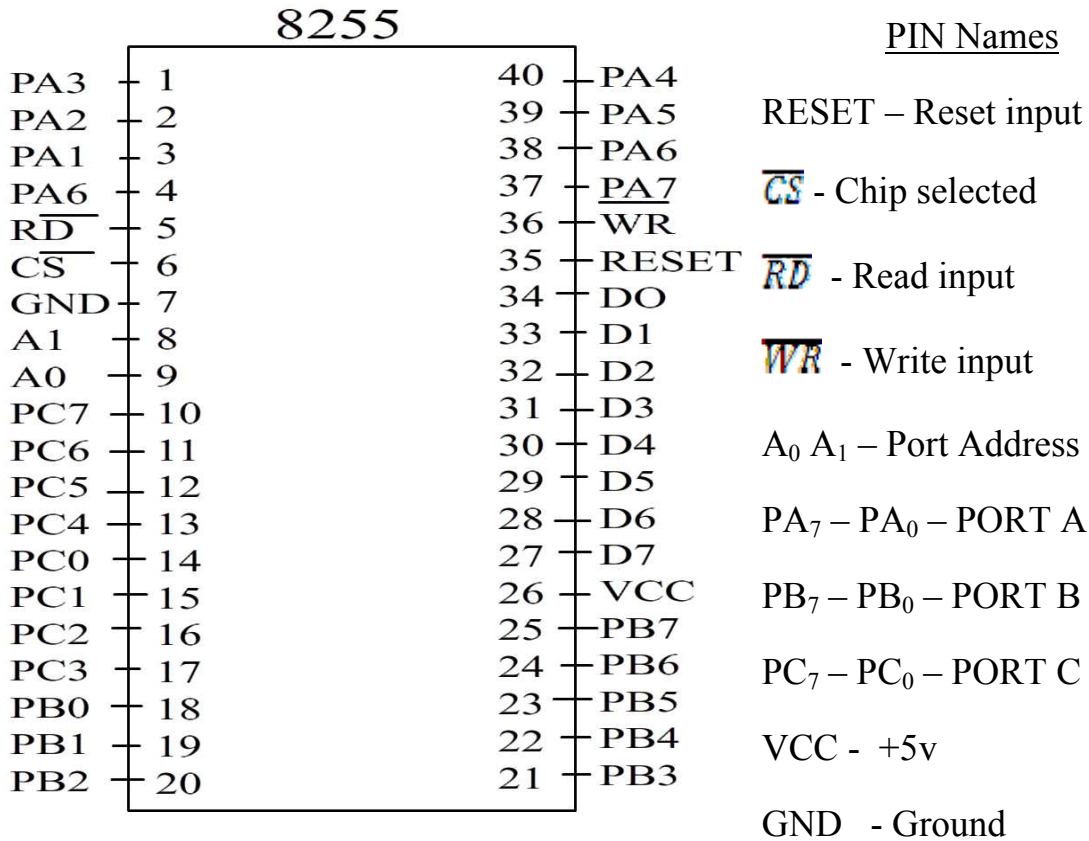 8255
PA3 1
PA2 2
PA1 3
PA6 4
RD 5
CS 6
GND 7
A1 8
A0 9
PC7 10
PC6 11
PC5 12
PC4 13
PC0 14
PC1 15
PC2 16
PC3 17
PB0 18
PB1 19
PB2 20
40 PA4
39 PA5
38 PA6
37 PA7
36 WR
35 RESET
34 DO
33 D1
32 D2
31 D3
30 D4
29 D5
28 D6
27 D7
26 VCC
25 PB7
24 PB6
23 PB5
22 PB4
21 PB3
PIN Names
RESET – Reset input
C̅S̅ - Chip selected
R̅D̅ - Read input
W̅R̅ - Write input
A₀ A₁ – Port Address
PA₇ – PA₀ – PORT A
PB₇ – PB₀ – PORT B
PC₇ – PC₀ – PORT C
VCC - +5v
GND - Ground